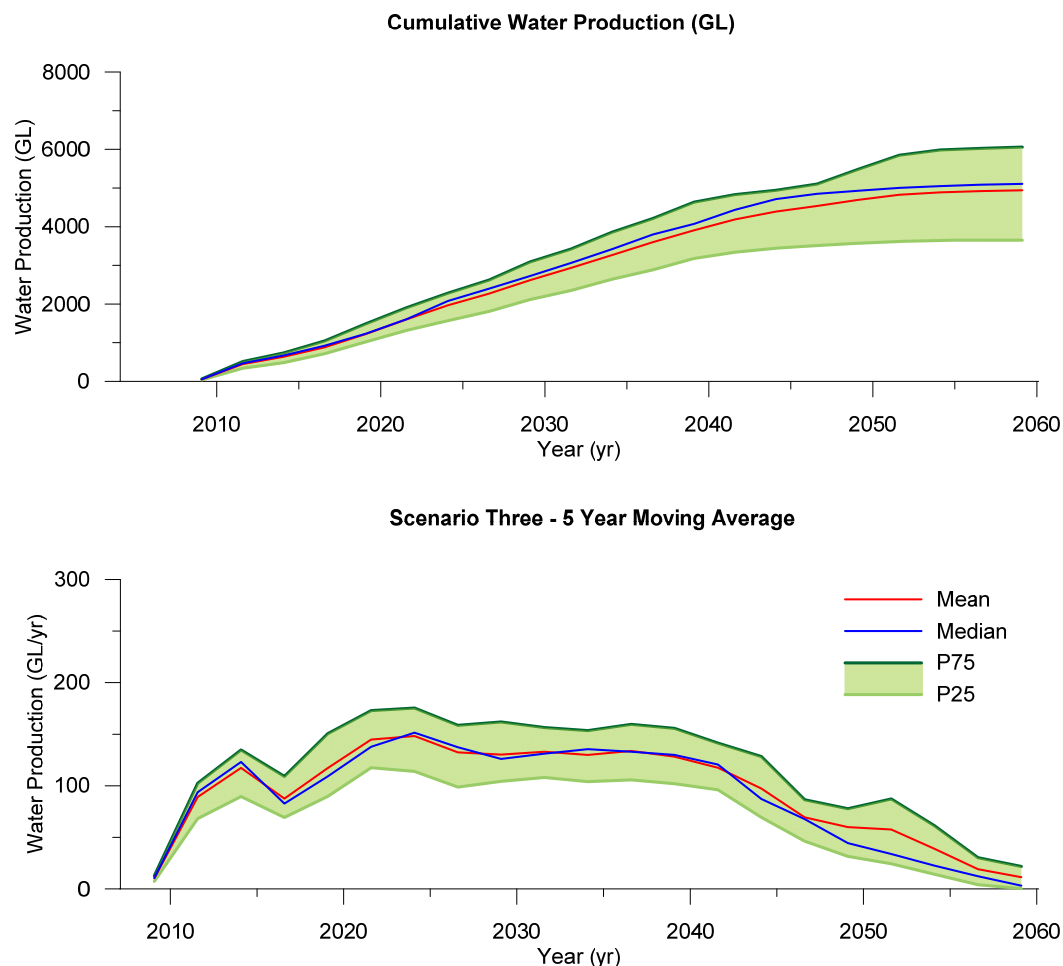 Cumulative Water Production (GL)
8000
6000
4000
2000
0
Water Production (GL)
2010 2020 2030 2040 2050 2060
Year (yr)
Scenario Three - 5 Year Moving Average
300
200
100
0
Water Production (GL/yr)
Mean
Median
P75
P25
2010 2020 2030 2040 2050 2060
Year (yr)